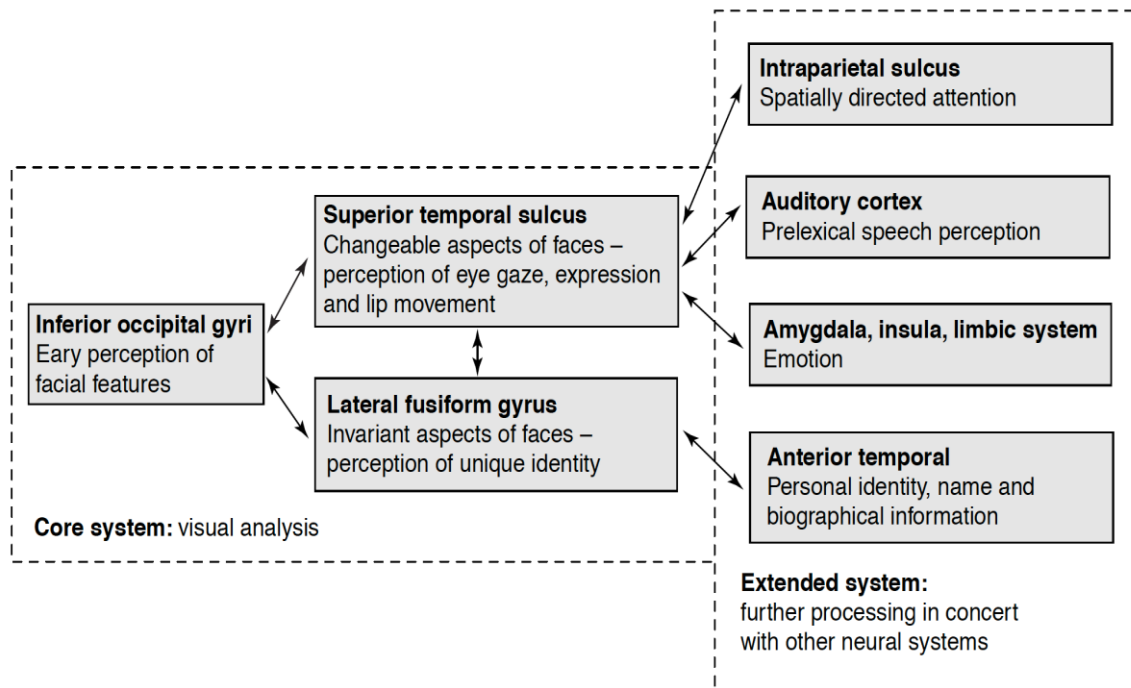 Intraparietal sulcus
Spatially directed attention
Superior temporal sulcus
Changeable aspects of faces –
perception of eye gaze, expression
and lip movement
Auditory cortex
Prelexical speech perception
Inferior occipital gyri
Eary perception of
facial features
Amygdala, insula, limbic system
Emotion
Lateral fusiform gyrus
Invariant aspects of faces –
perception of unique identity
Anterior temporal
Personal identity, name and
biographical information
Core system: visual analysis
Extended system:
further processing in concert
with other neural systems